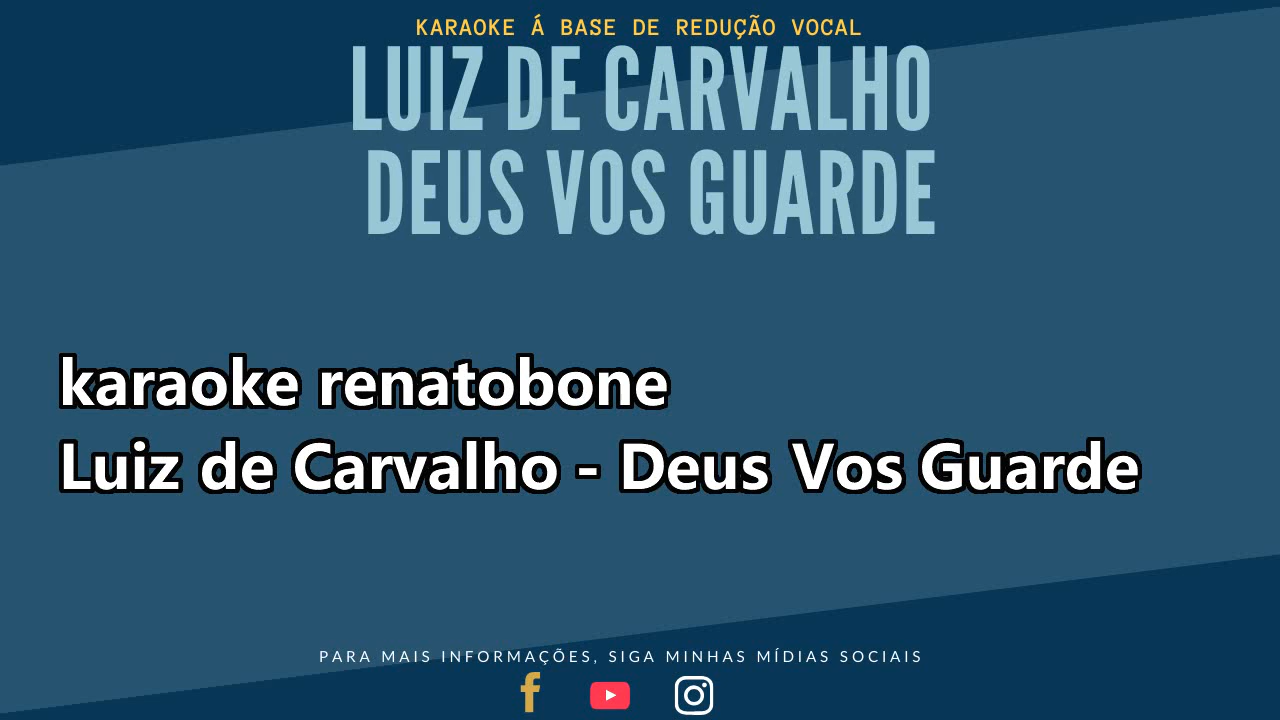 KARAOKE Á BASE DE REDUÇÃO VOCAL
LUIZ DE CARVALHO
DEUS VOS GUARDE
karaoke renatobone
Luiz de Carvalho - Deus Vos Guarde
PARA MAIS INFORMAÇÕES, SIGA MINHAS MÍDIAS SOCIAIS